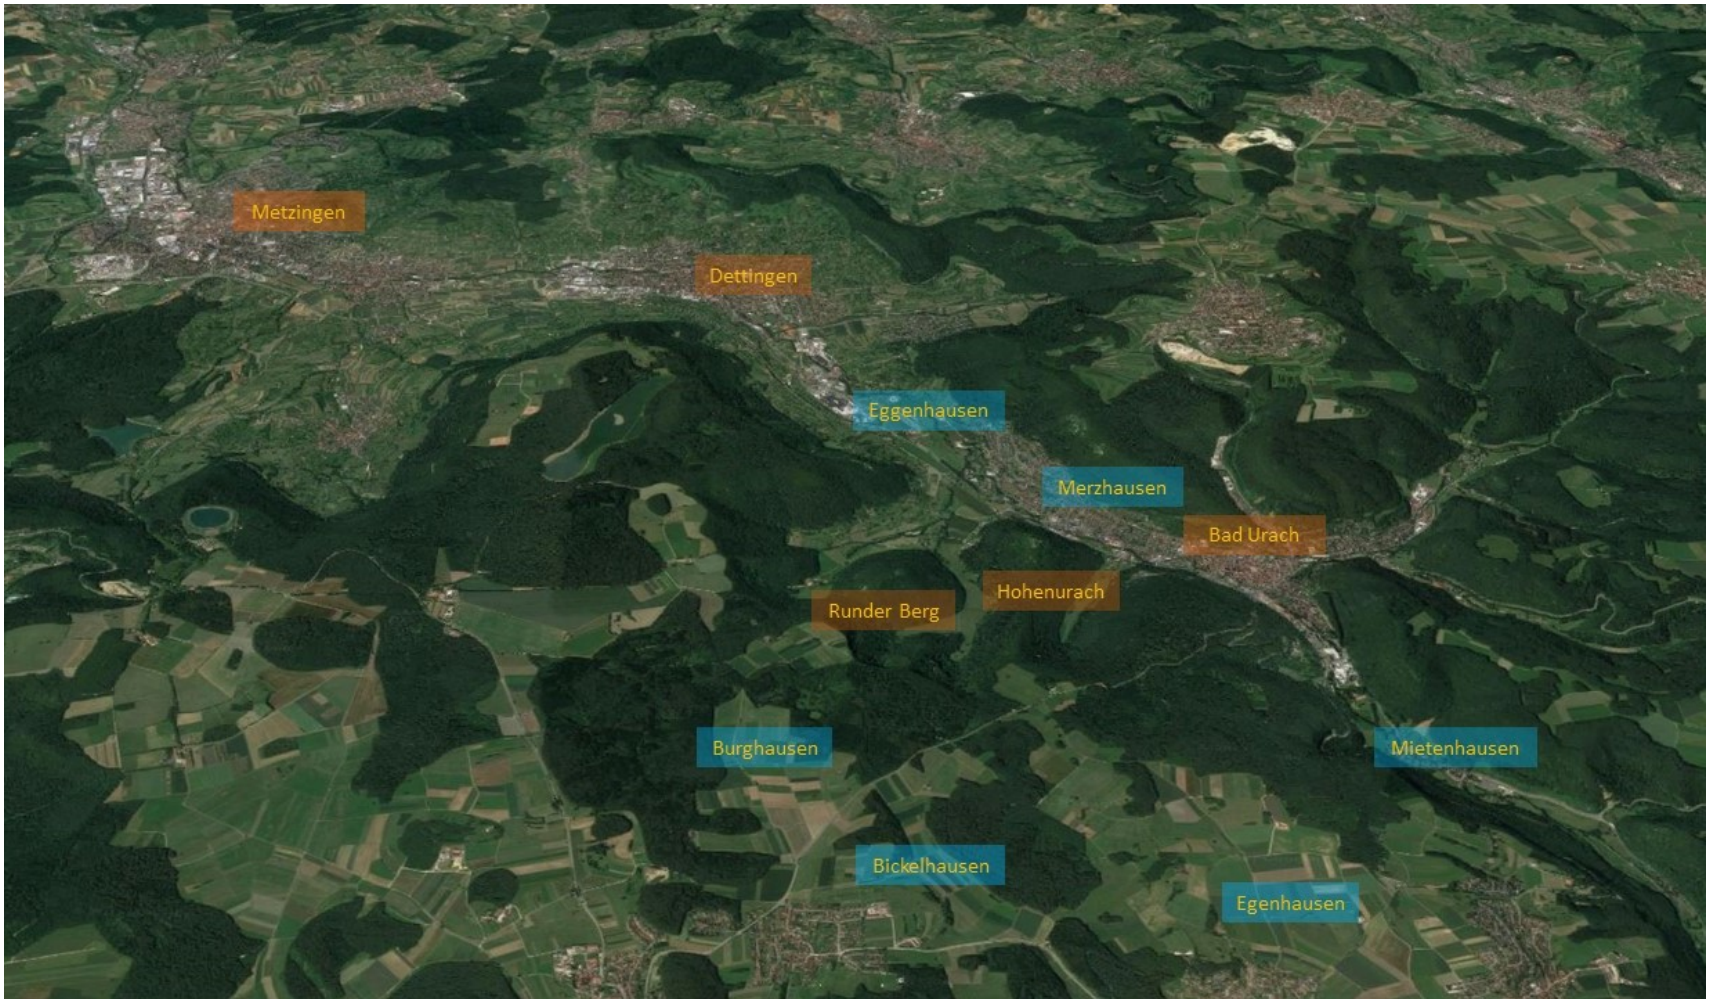 Metzingen
Dettingen
Eggenhausen
Merzhausen
Bad Urach
Hohenurach
Runder Berg
Burghausen
Mietenhausen
Bickelhausen
Egenhausen